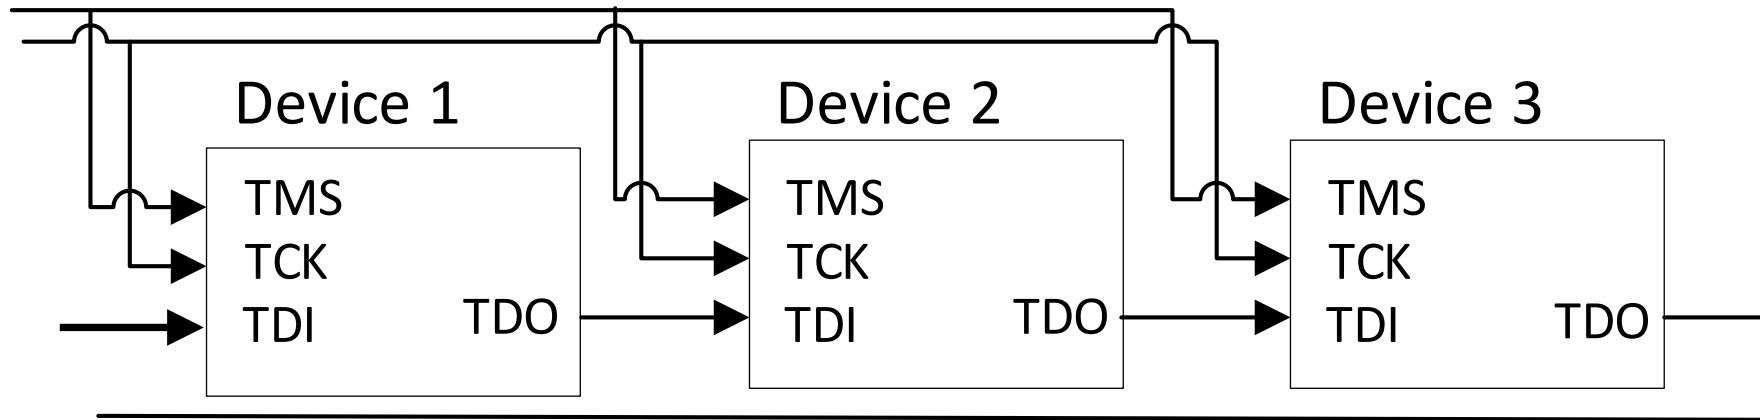 Device 1
Device 2
Device 3
TMS
TCK
TDI
TDO
TMS
TCK
TDI
TDO
TMS
TCK
TDI
TDO